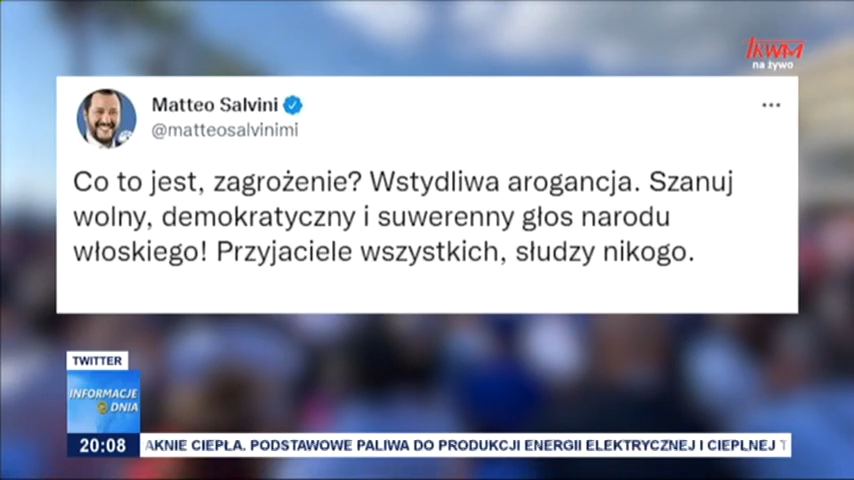 TRWAM
na żywo
Matteo Salvini
@matteosalvinimi
Co to jest, zagrożenie? Wstydliwa arogancja. Szanuj
wolny, demokratyczny i suwerenny głos narodu
włoskiego! Przyjaciele wszystkich, słudzy nikogo.
TWITTER
INFORMACJE
DNIA
20:08 AKNIE CIEPŁA. PODSTAWOWE PALIWA DO PRODUKCJI ENERGII ELEKTRYCZNEJ I CIEPLNEJ T